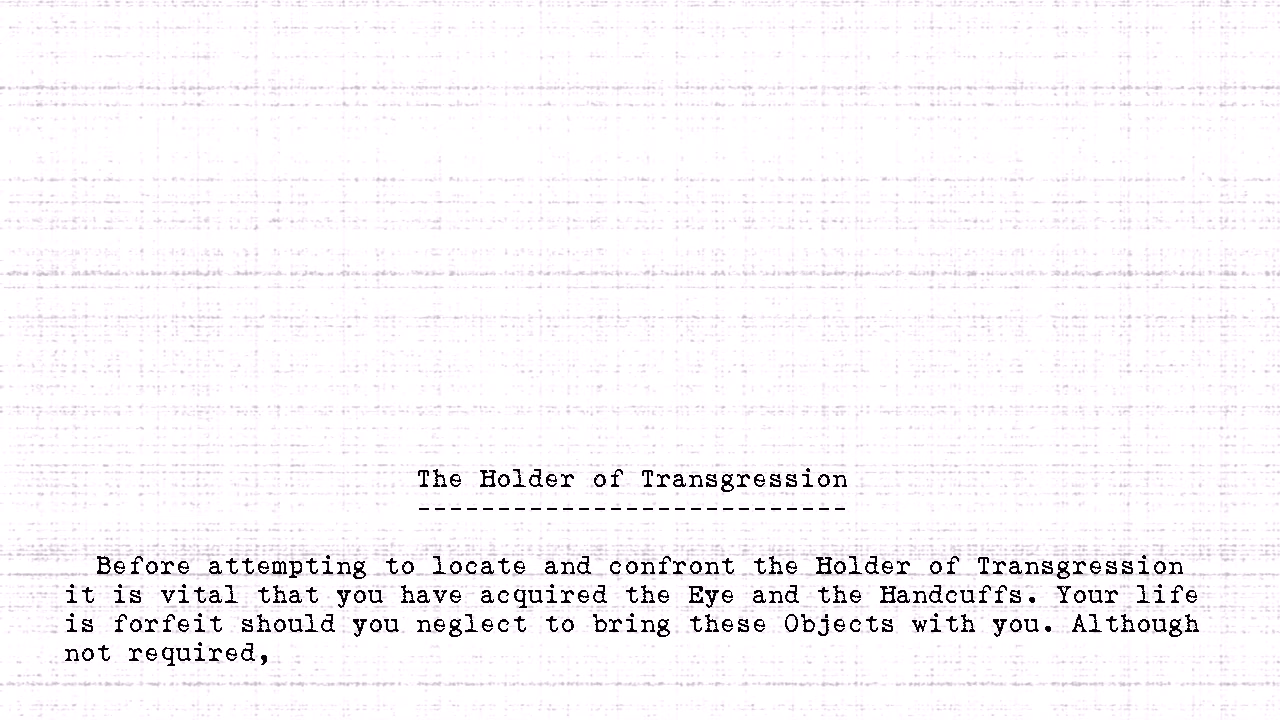 The Holder of Transgression
---------------------------
Before attempting to locate and confront the Holder of Transgression
it is vital that you have acquired the Eye and the Handcuffs. Your life
is forfeit should you neglect to bring these Objects with you. Although
not required,